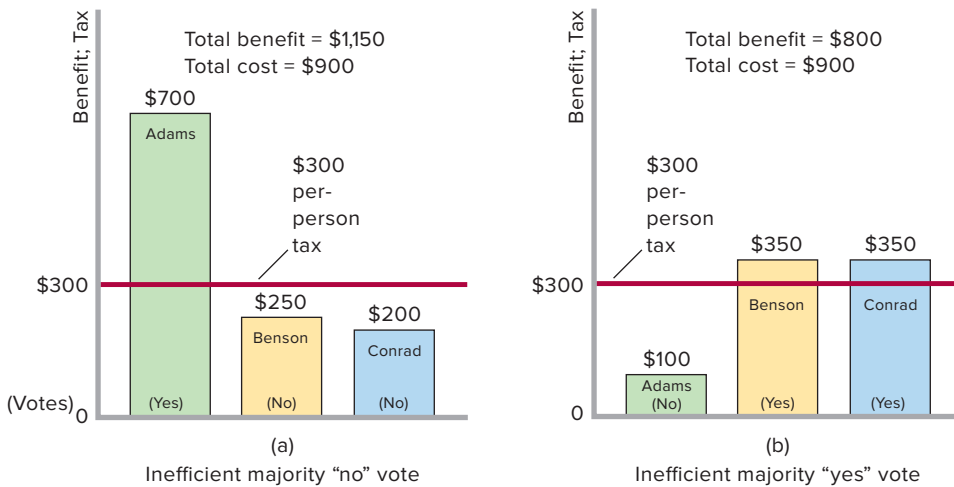 Benefit; Tax
Total benefit = $1,150
Total cost = $900
$700
Adams
$300
per-
person
tax
$300
$250
Benson
$200
Conrad
(Votes)
0
(Yes)
(No)
(No)
(a)
Inefficient majority “no” vote
Benefit; Tax
Total benefit = $800
Total cost = $900
$300
per-
person
tax
$350
$350
$300
Benson
Conrad
$100
Adams
(No)
(Yes)
(Yes)
0
(b)
Inefficient majority “yes” vote